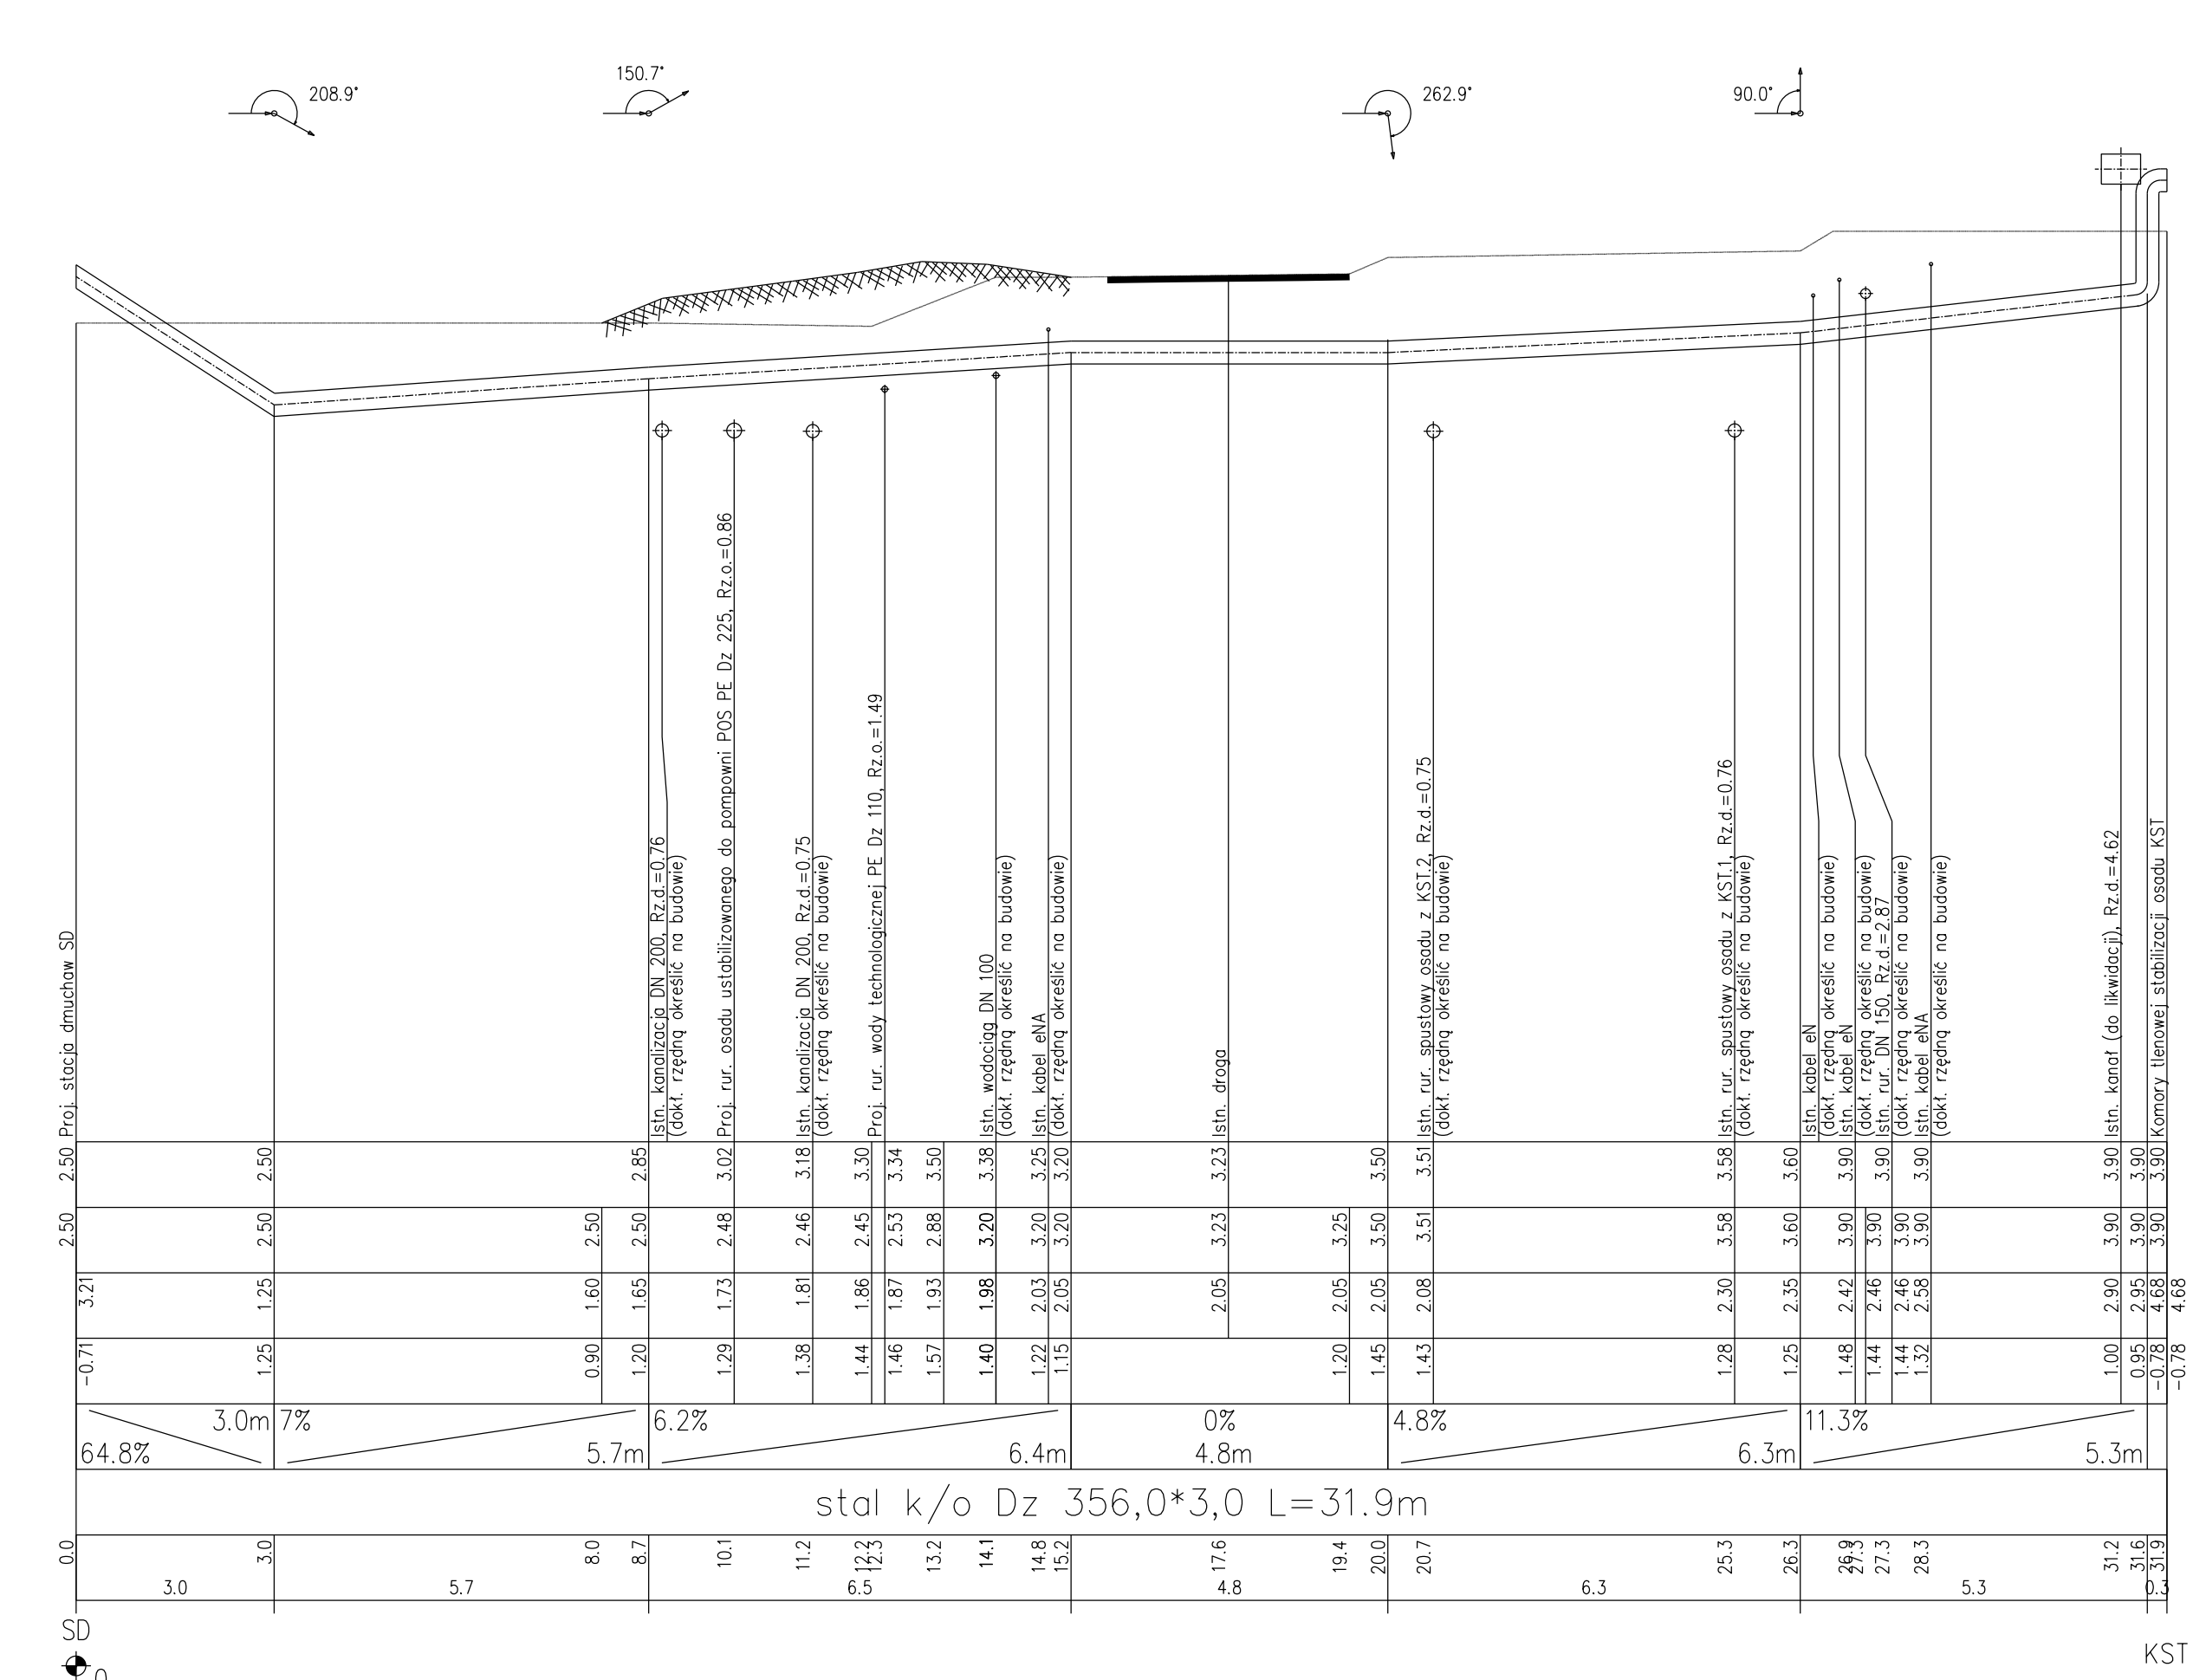 208.9°
150.7°
262.9°
90.0°
Proj. stacja dmuchaw SD
Istn. kanalizacja DN 200, Rz.d.=0.76
(dokł. rzędną określić na budowie)
Proj. rur. osadu ustabilizowanego do pompowni POS PE Dz 225, Rz.o.=0.86
Istn. kanalizacja DN 200, Rz.d.=0.75
(dokł. rzędną określić na budowie)
Proj. rur. wody technologicznej PE Dz 110, Rz.o.=1.49
Istn. wodociąg DN 100
(dokł. rzędną określić na budowie)
Istn. kabel eNA
(dokł. rzędną określić na budowie)
Istn. droga
Istn. rur. spustowy osadu z KST.2, Rz.d.=0.75
(dokł. rzędną określić na budowie)
Istn. rur. spustowy osadu z KST.1, Rz.d.=0.76
(dokł. rzędną określić na budowie)
Istn. kabel eN
(dokł. rzędną określić na budowie)
Istn. kabel eN
(dokł. rzędną określić na budowie)
Istn. rur. DN 150, Rz.d.=2.87
(dokł. rzędną określić na budowie)
Istn. kabel eNA
(dokł. rzędną określić na budowie)
Istn. kanał (do likwidacji), Rz.d.=4.62
Komory tlenowej stabilizacji osadu KST
2.50 2.50 2.85 3.02 3.18 3.30 3.34 3.50 3.38 3.25 3.20 3.23 3.50 3.51 3.58 3.60 3.90 3.90 3.90 3.90 3.90 3.90
2.50 2.50 2.50 2.50 2.48 2.46 2.45 2.53 2.88 3.20 3.20 3.20 3.23 3.25 3.50 3.51 3.58 3.60 3.90 3.90 3.90 3.90 3.90 3.90 3.90
3.21 1.25 1.60 1.65 1.73 1.81 1.86 1.87 1.93 1.98 2.03 2.05 2.05 2.05 2.05 2.08 2.30 2.35 2.42 2.46 2.46 2.58 2.90 2.95 4.68 4.68
-0.71 1.25 0.90 1.20 1.29 1.38 1.44 1.46 1.57 1.40 1.22 1.15 1.20 1.45 1.43 1.28 1.25 1.48 1.44 1.44 1.32 1.00 0.95 -0.78 -0.78
3.0m 7% 6.2% 0% 4.8% 11.3%
64.8% 5.7m 6.4m 4.8m 6.3m 5.3m
stal k/o Dz 356,0*3,0 L=31.9m
0.0 3.0 8.0 8.7 10.1 11.2 12.2 12.3 13.2 14.1 14.8 15.2 17.6 19.4 20.0 20.7 25.3 26.3 26.9 27.3 27.3 28.3 31.2 31.6 31.9
3.0 5.7 6.5 4.8 6.3 5.3 0.3
SD
KST